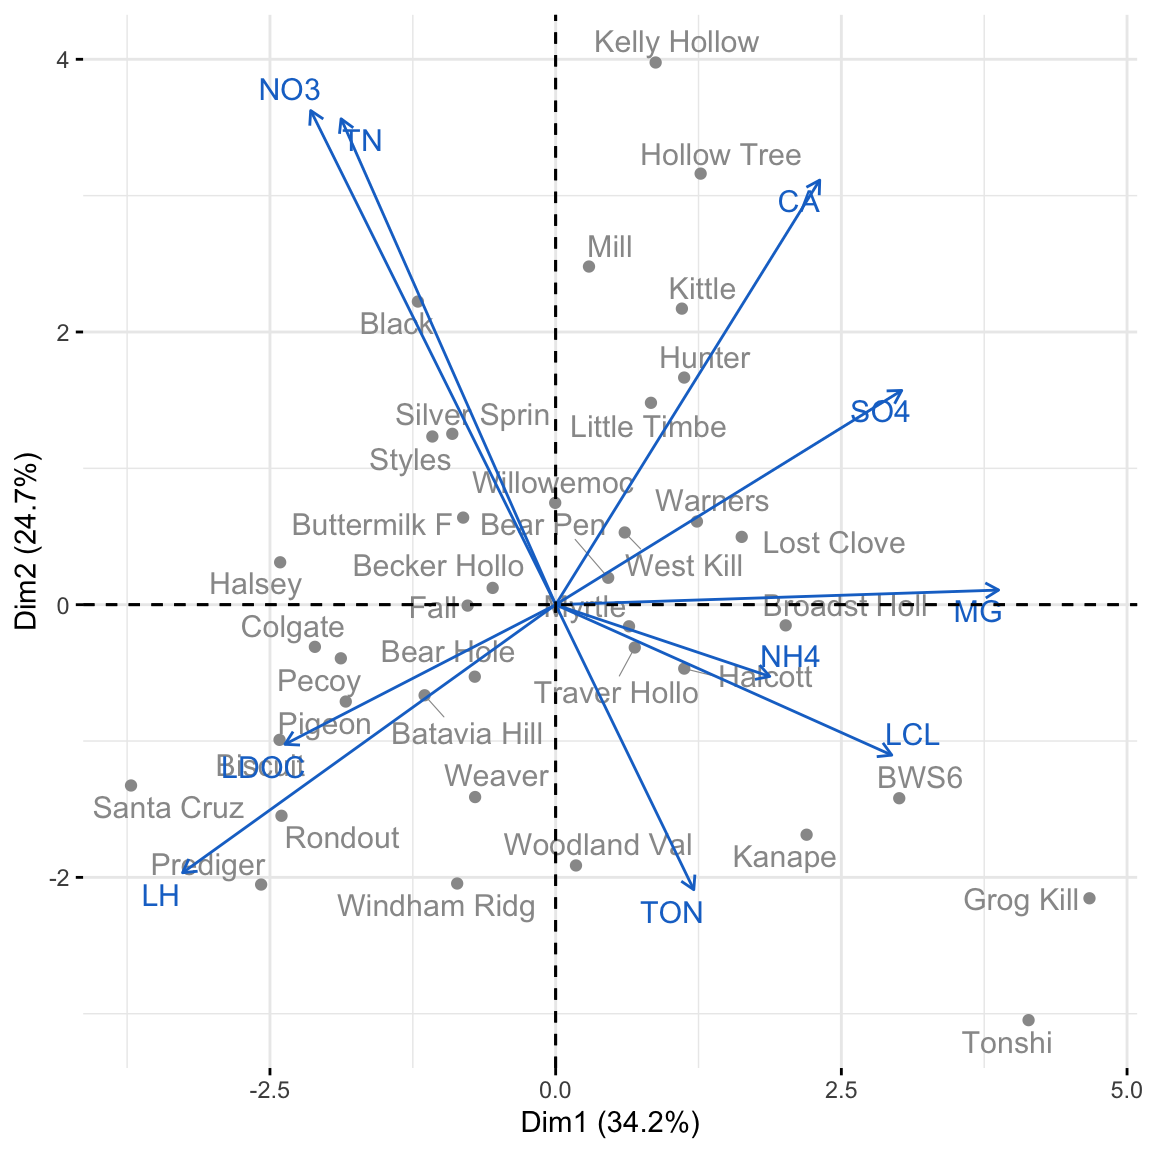 Kelly Hollow
4
NO3
TN
Hollow Tree
CA
Mill
Kittle
2
Black
Hunter
SO4
Silver Sprin
Little Timbe
Styles
Willowemoc
Warners
Buttermilk F
Bear Pen
Lost Clove
Becker Hollo
West Kill
Halsey
0
Fall
Myrtle
Broadst Holl
MG
Colgate
Bear Hole
NH4
Pecoy
Traver Hollo
Halcott
Pigeon
Batavia Hill
LCL
Biscuit
LDOC
Weaver
BWS6
Santa Cruz
Rondout
Woodland Val
Kanape
Prediger
-2
LH
Windham Ridg
TON
Grog Kill
Tonshi
-2.5
0.0
2.5
5.0
Dim1 (34.2%)
Dim2 (24.7%)